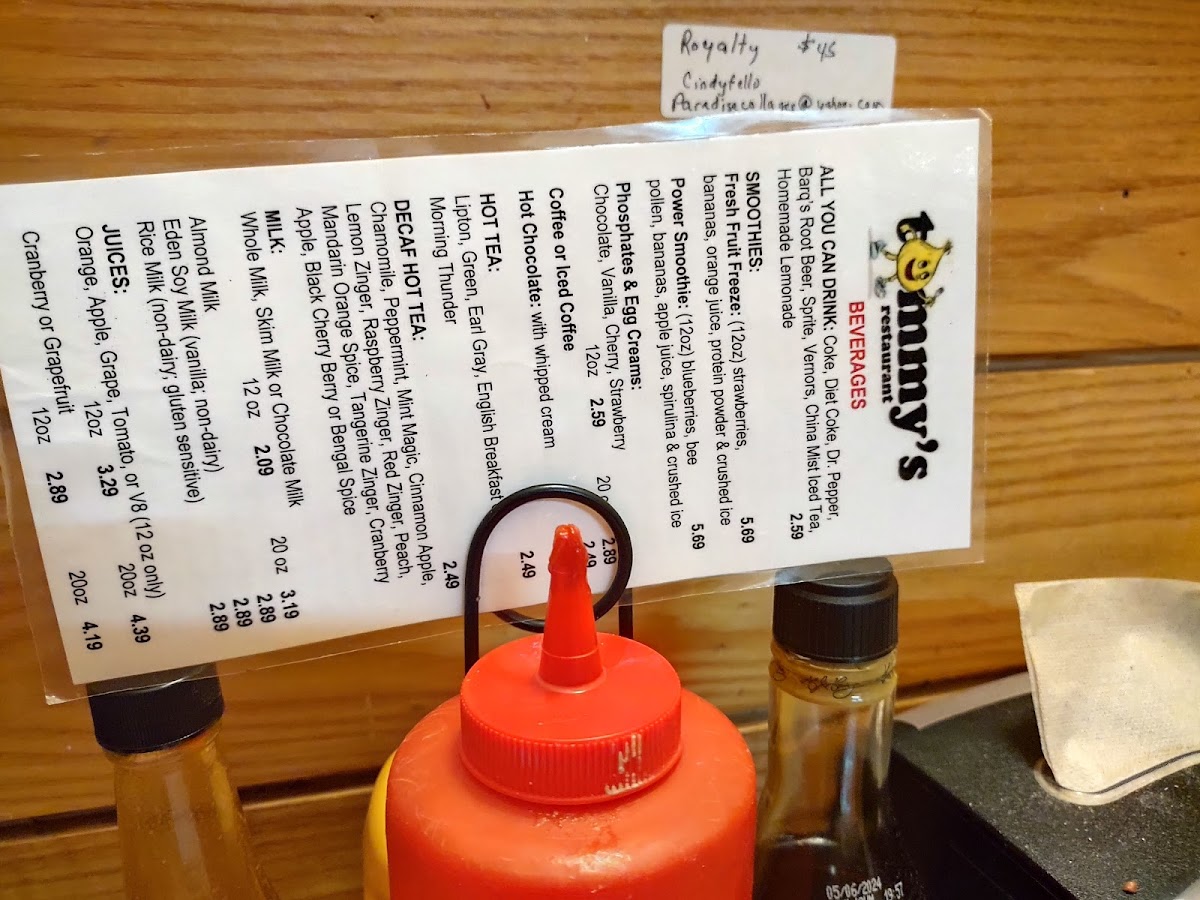 Royalty $45
Cindyfello
tommy's
restaurant
BEVERAGES
ALL YOU CAN DRINK: Coke, Diet Coke, Dr. Pepper,
Barq's Root Beer, Sprite, Vernors, China Mist Iced Tea,
Homemade Lemonade 2.59
SMOOTHIES:
Fresh Fruit Freeze: (12oz) strawberries, 5.69
bananas, orange juice, protein powder & crushed ice
Power Smoothie: (12oz) blueberries, bee 5.69
pollen, bananas, apple juice, spirulina & crushed ice
Phosphates & Egg Creams:
Chocolate, Vanilla, Cherry, Strawberry
12oz 2.59 20 2.89
Coffee or Iced Coffee 2.49
Hot Chocolate: with whipped cream 2.49
HOT TEA:
Lipton, Green, Earl Gray, English Breakfast
Morning Thunder 2.49
DECAF HOT TEA:
Chamomile, Peppermint, Mint Magic, Cinnamon Apple,
Lemon Zinger, Raspberry Zinger, Red Zinger, Peach,
Mandarin Orange Spice, Tangerine Zinger, Cranberry
Apple, Black Cherry Berry or Bengal Spice
MILK:
Whole Milk, Skim Milk or Chocolate Milk
12 oz 2.09 20 oz 3.19
Almond Milk 2.89
Eden Soy Milk (vanilla; non-dairy) 2.89
Rice Milk (non-dairy; gluten sensitive) 2.89
JUICES:
Orange, Apple, Grape, Tomato, or V8 (12 oz only)
12oz 3.29 20oz 4.39
Cranberry or Grapefruit
12oz 2.89 20oz 4.19
05/06/2024
19:57